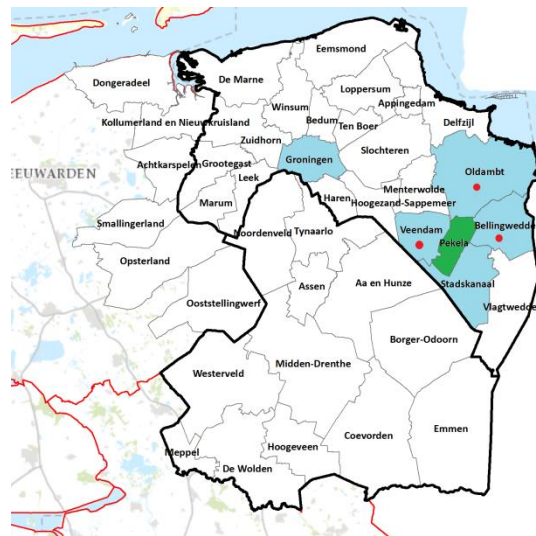 Eemsmond
Dongeradeel
De Marne
Loppersum
Appingedam
Winsum
Bedum
Kollumerland en Nieuwkruisland
Ten Boer
Delfzijl
Zuidhorn
Slochteren
Achtkarspelen
Grootegast
Groningen
EEUWARDEN
Leek
Oldambt
Menterwolde
Marum
Haren
Hoogezand-Sappemeer
Smallingerland
Noordenveld
Tynaarlo
Veendam
Bellingwedde
Pekela
Opsterland
Assen
Aa en Hunze
Stadskanaal
Ooststellingwerf
Vlagtwedde
Borger-Odoorn
Midden-Drenthe
Westerveld
Emmen
Coevorden
Hoogeveen
Meppel
De Wolden